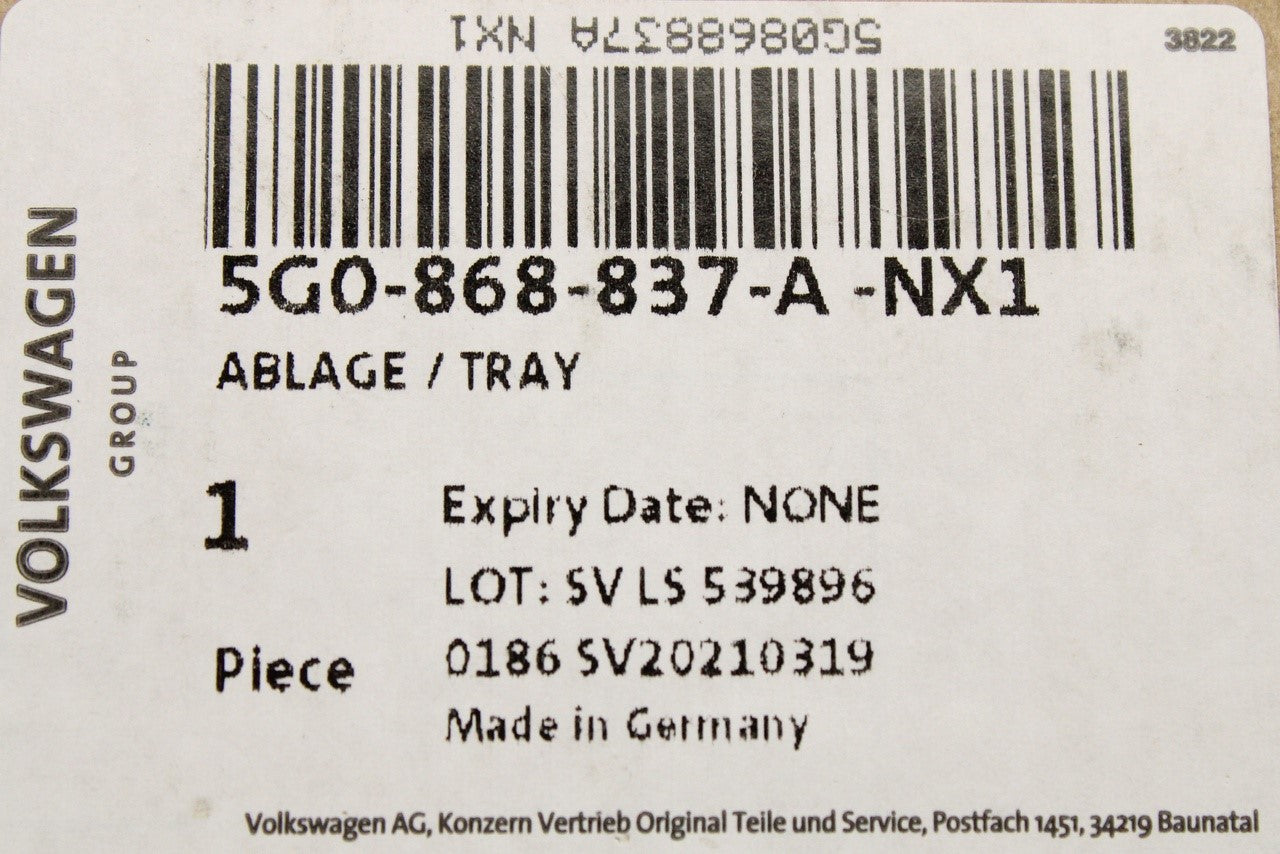 5G0868837A NX1
3822
5G0-868-837-A -NX1
ABLAGE / TRAY
VOLKSWAGEN
GROUP
1
Piece
Expiry Date: NONE
LOT: SV LS 539896
0186 SV20210319
Made in Germany
Volkswagen AG, Konzern Vertrieb Original Teile und Service, Postfach 1451, 34219 Baunatal